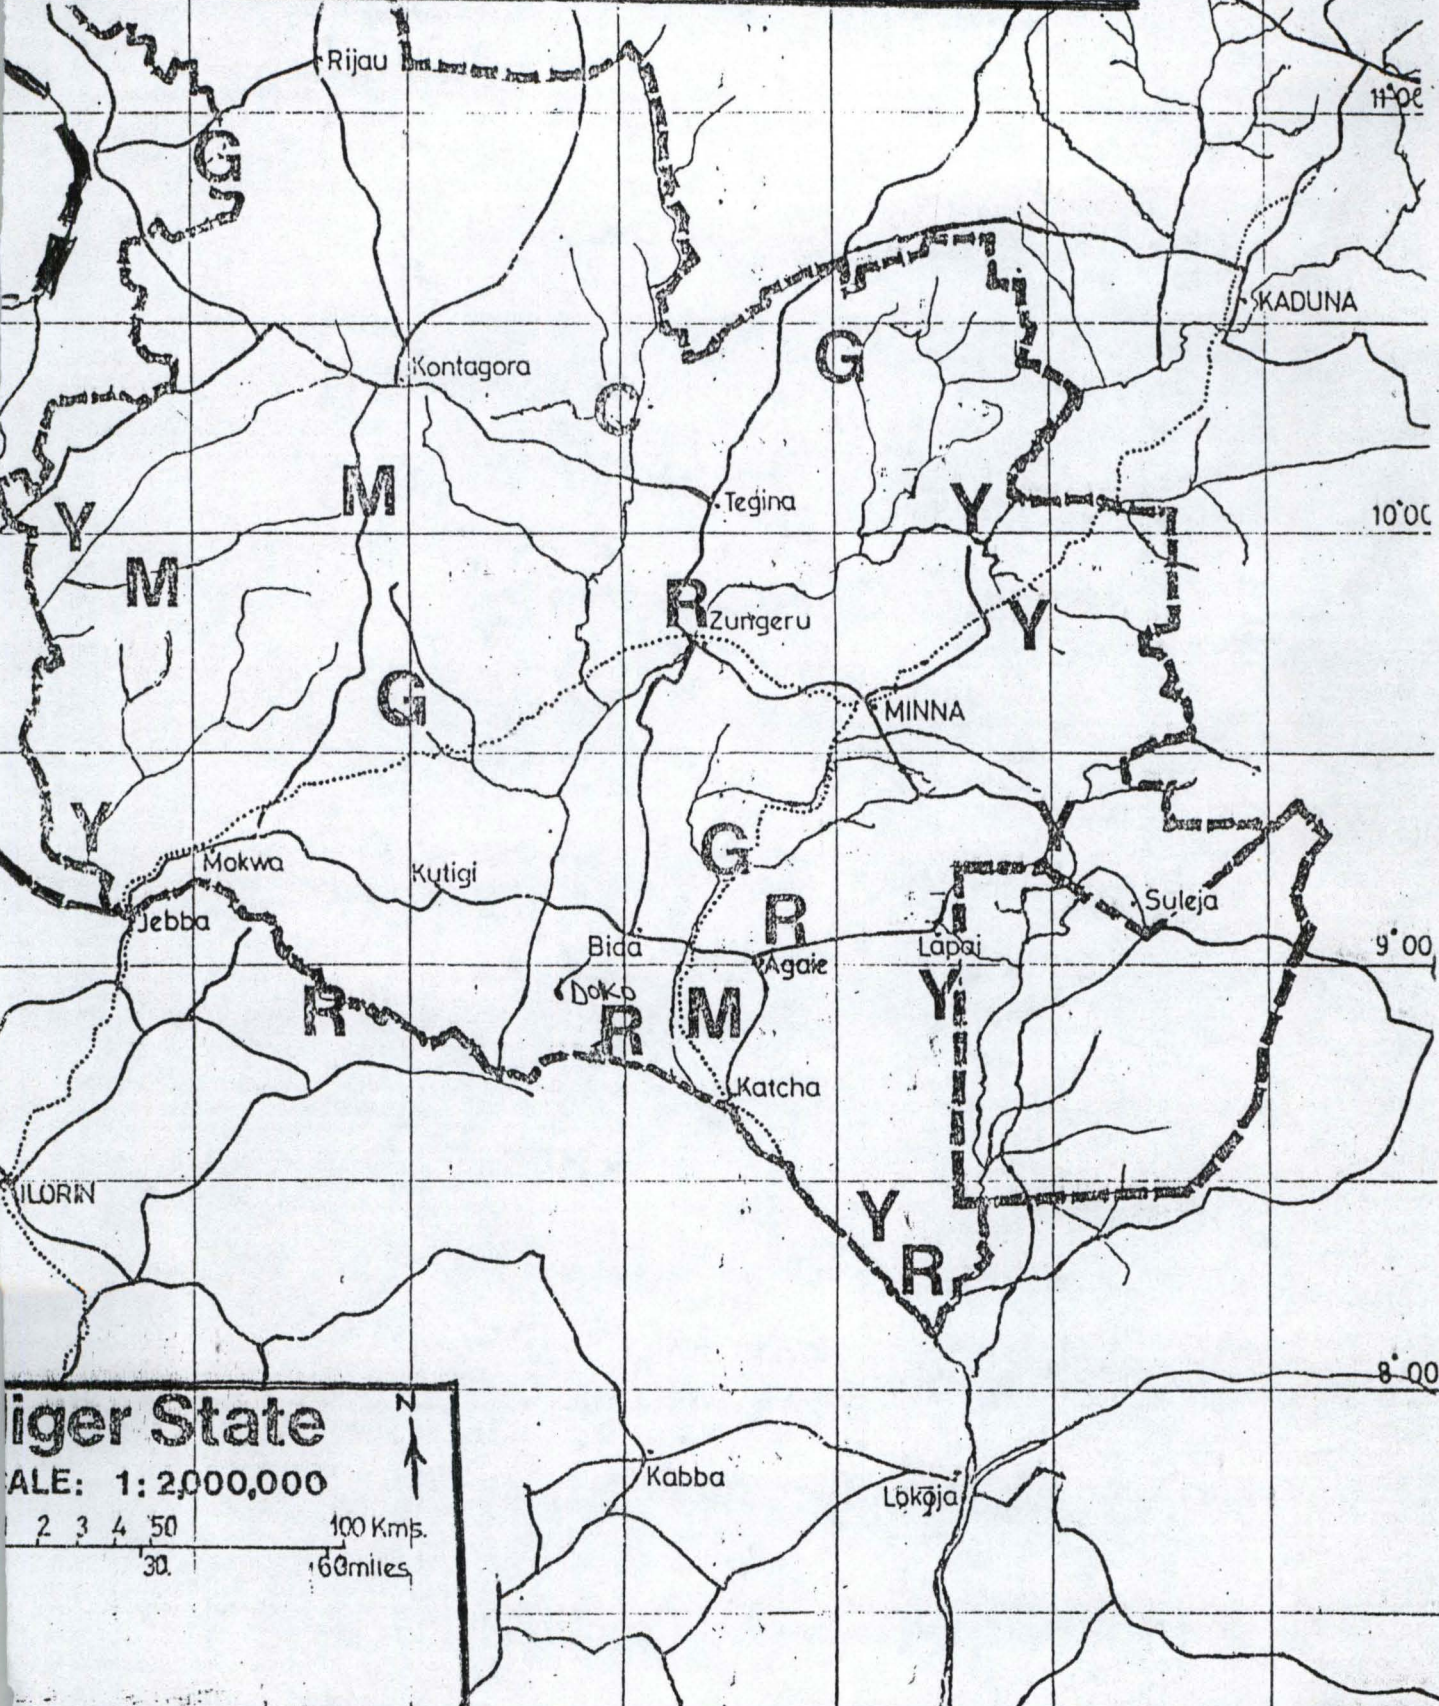 Rijau
11°00
G
KADUNA
G
Kontagora
C
M
Y
Tegina
Y
10°00
M
R
Zungeru
Y
G
MINNA
Y
G
Mokwa
Kutigi
Suleja
R
Jebba
Bida
Lapai
9°00
Agaie
Doko
Y
R
R
M
Katcha
ILORIN
Y
R
8°00
iger State
N
ALE: 1:2,000,000
Kabba
Lokoja
2 3 4 50 100 Kms.
30 60miles